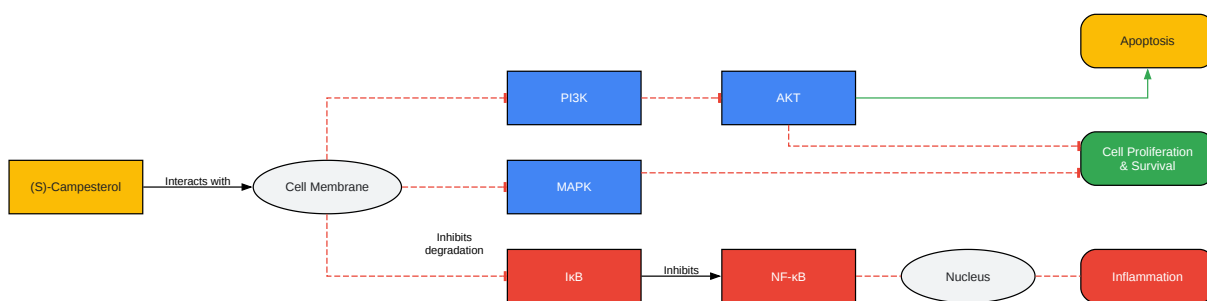 Apoptosis
PI3K
AKT
Cell Proliferation
& Survival
(S)-Campesterol
Interacts with
Cell Membrane
MAPK
Inhibits
degradation
IκB
Inhibits
NF-κB
Nucleus
Inflammation